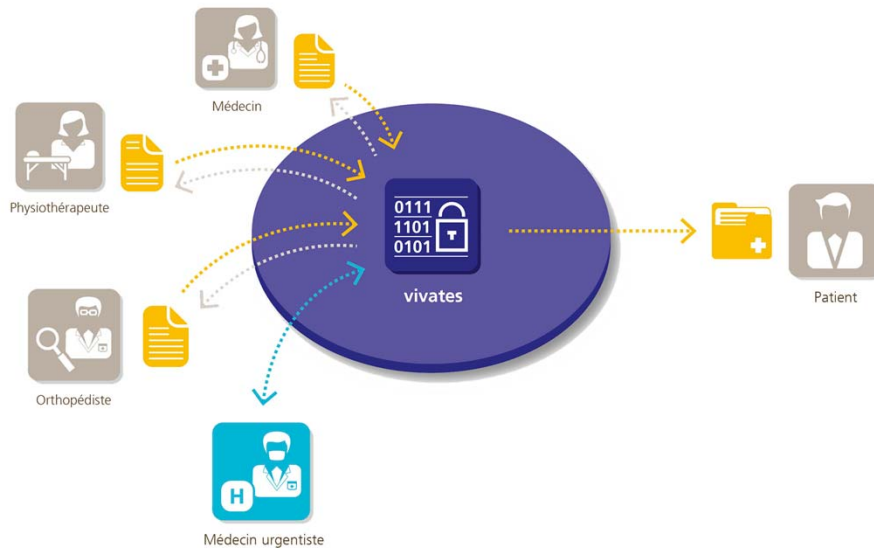 Médecin
Physiothérapeute
0111
1101
0101
vivates
Patient
Orthopédiste
H
Médecin urgentiste